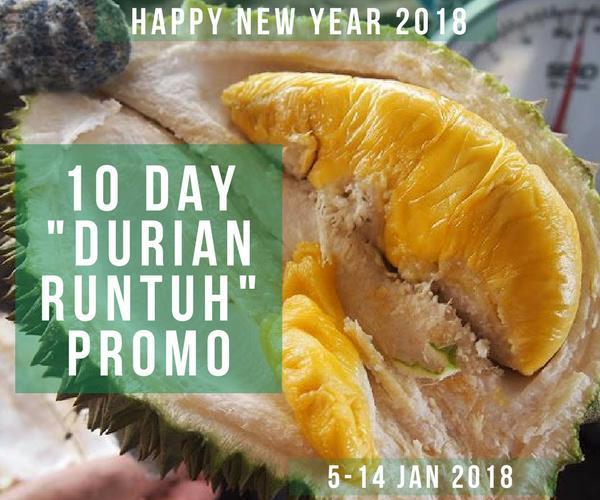 HAPPY NEW YEAR 2018
10 DAY
"DURIAN
RUNTUH"
PROMO
5-14 JAN 2018